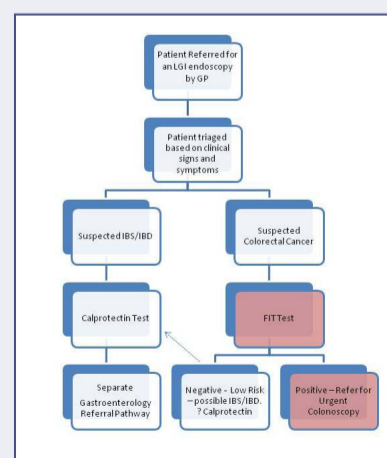 Patient Referred for
an LGI endoscopy
by GP
Patient triaged
based on clinical
signs and
symptoms
Suspected IBS/IBD
Suspected
Colorectal Cancer
Calprotectin Test
FIT Test
Separate
Gastroenterology
Referral Pathway
Negative - Low Risk
– possible IBS/IBD.
? Calprotectin
Positive – Refer for
Urgent
Colonoscopy